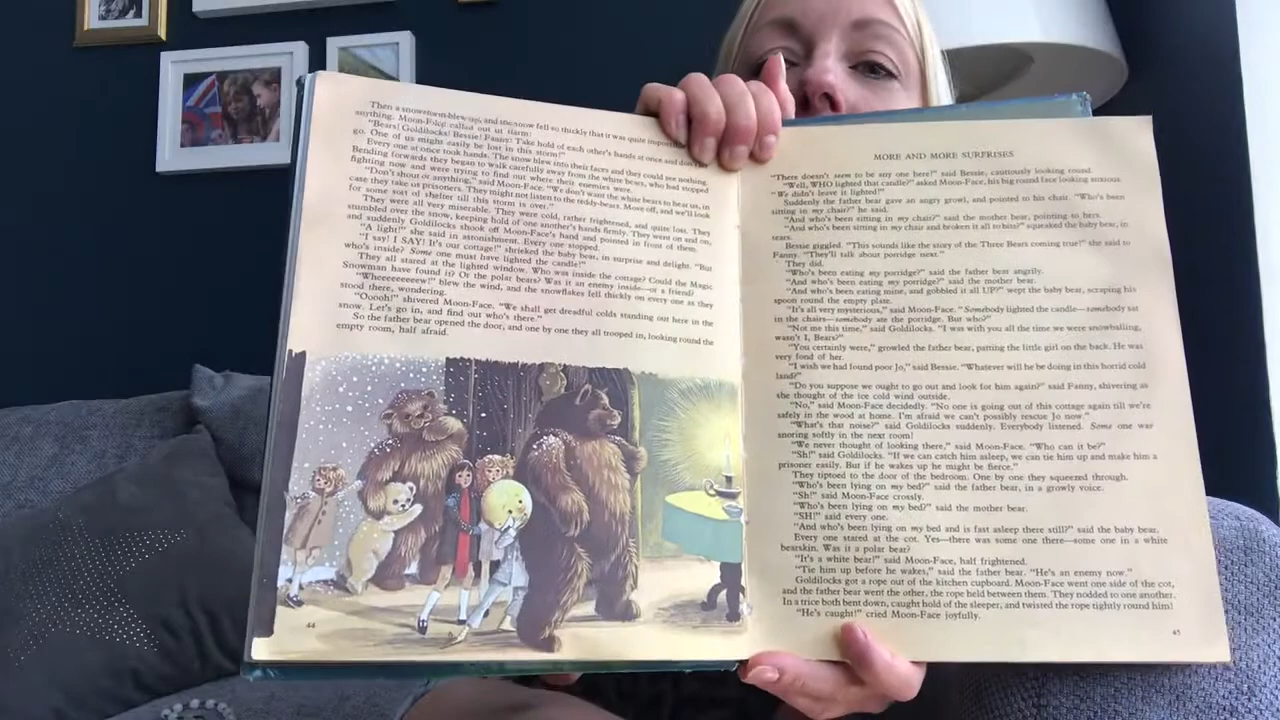 Then a snowstorm blew up, and the snow fell so thickly that it was quite impossible
anything. Moon-Face called out in alarm:
"Bears! Goldilocks! Bessie! Fanny! Take hold of each other's hands at once and don't let
go. One of us might easily be lost in this storm!"
Every one at once took hands. The snow blew into their faces and they could see nothing.
Bending forwards they began to walk carefully away from the white bears, who had stopped
fighting now and were trying to find out where their enemies were.
"Don't shout or anything," said Moon-Face. "We don't want the white bears to hear us, in
case they take us prisoners. They might not listen to the teddy-bears. Move off, and we'll look
for some sort of shelter till this storm is over."
They were all very miserable. They were cold, rather frightened, and quite lost. They
stumbled over the snow, keeping hold of one another's hands firmly. They went on and on,
and suddenly Goldilocks shook off Moon-Face's hand and pointed in front of them.
"A light!" she said in astonishment. Every one stopped.
"I say! I SAY! It's our cottage!" shrieked the baby bear, in surprise and delight. "But
who's inside? Some one must have lighted the candle!"
They all stared at the lighted window. Who was inside the cottage? Could the Magic
Snowman have found it? Or the polar bears? Was it an enemy inside—or a friend?
"Wheeeeeeeeew!" blew the wind, and the snowflakes fell thickly on every one as they
stood there, wondering.
"Ooooh!" shivered Moon-Face. "We shall get dreadful colds standing out here in the
snow. Let's go in, and find out who's there."
So the father bear opened the door, and one by one they all trooped in, looking round the
empty room, half afraid.
44
MORE AND MORE SURPRISES
"There doesn't seem to be any one here!" said Bessie, cautiously looking round.
"Well, WHO lighted that candle?" asked Moon-Face, his big round face looking anxious.
"We didn't leave it lighted!"
Suddenly the father bear gave an angry growl, and pointed to his chair. "Who's been
sitting in my chair?" he said.
"And who's been sitting in my chair?" said the mother bear, pointing to hers.
"And who's been sitting in my chair and broken it all to bits?" squeaked the baby bear, in
tears.
Bessie giggled. "This sounds like the story of the Three Bears coming true!" she said to
Fanny. "They'll talk about porridge next."
They did.
"Who's been eating my porridge?" said the father bear angrily.
"And who's been eating my porridge?" said the mother bear.
"And who's been eating mine, and gobbled it all UP?" wept the baby bear, scraping his
spoon round the empty plate.
"It's all very mysterious," said Moon-Face. "Somebody lighted the candle—somebody sat
in the chairs—somebody ate the porridge. But who?"
"Not me this time," said Goldilocks. "I was with you all the time we were snowballing,
wasn't I, Bears?"
"You certainly were," growled the father bear, patting the little girl on the back. He was
very fond of her.
"I wish we had found poor Jo," said Bessie. "Whatever will he be doing in this horrid cold
land?"
"Do you suppose we ought to go out and look for him again?" said Fanny, shivering as
she thought of the ice cold wind outside.
"No," said Moon-Face decidedly. "No one is going out of this cottage again till we're
safely in the wood at home. I'm afraid we can't possibly rescue Jo now."
"What's that noise?" said Goldilocks suddenly. Everybody listened. Some one was
snoring softly in the next room!
"We never thought of looking there," said Moon-Face. "Who can it be?"
"Sh!" said Goldilocks. "If we can catch him asleep, we can tie him up and make him a
prisoner easily. But if he wakes up he might be fierce."
They tiptoed to the door of the bedroom. One by one they squeezed through.
"Who's been lying on my bed?" said the father bear, in a growly voice.
"Sh!" said Moon-Face crossly.
"Who's been lying on my bed?" said the mother bear.
"SH!" said every one.
"And who's been lying on my bed and is fast asleep there still?" said the baby bear.
Every one stared at the cot. Yes—there was some one there—some one in a white
bearskin. Was it a polar bear?
"It's a white bear!" said Moon-Face, half frightened.
"Tie him up before he wakes," said the father bear. "He's an enemy now."
Goldilocks got a rope out of the kitchen cupboard. Moon-Face went one side of the cot,
and the father bear went the other, the rope held between them. They nodded to one another.
In a trice both bent down, caught hold of the sleeper, and twisted the rope tightly round him!
"He's caught!" cried Moon-Face joyfully.
45